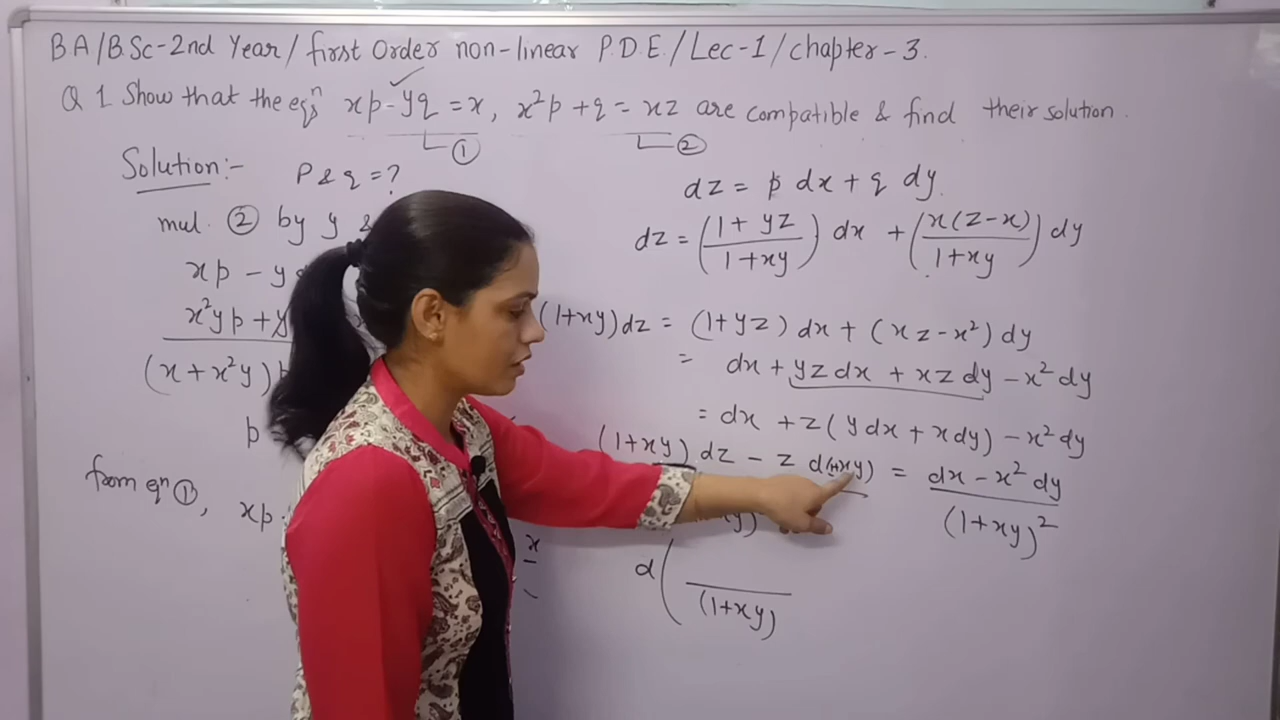 BA/B.Sc-2nd Year/first Order non-linear P.D.E./Lec-1/chapter-3.
Q 1 Show that the eqⁿs xp-yq=x, x²p+q=xz are compatible & find their solution.
① ②
Solution:- P & q = ?
mul. ② by y &
xp - y
x²yp + y
(x + x²y)p
p
from eqⁿ ①, xp
x
dz = p dx + q dy.
dz = ((1+yz)/(1+xy)) dx + (x(z-x)/(1+xy)) dy
(1+xy)dz = (1+yz) dx + (xz-x²) dy
= dx + yz dx + xz dy - x² dy
= dx + z(y dx + x dy) - x² dy
(1+xy) dz - z d(1+xy) = (dx - x² dy)/(1+xy)²
y)
d( /(1+xy)